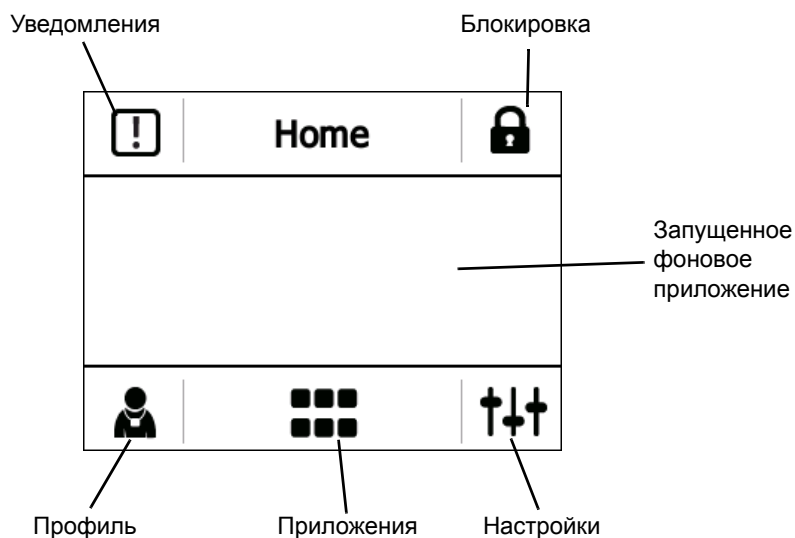 Уведомления
Блокировка
Home
Запущенное
фоновое
приложение
Профиль
Приложения
Настройки